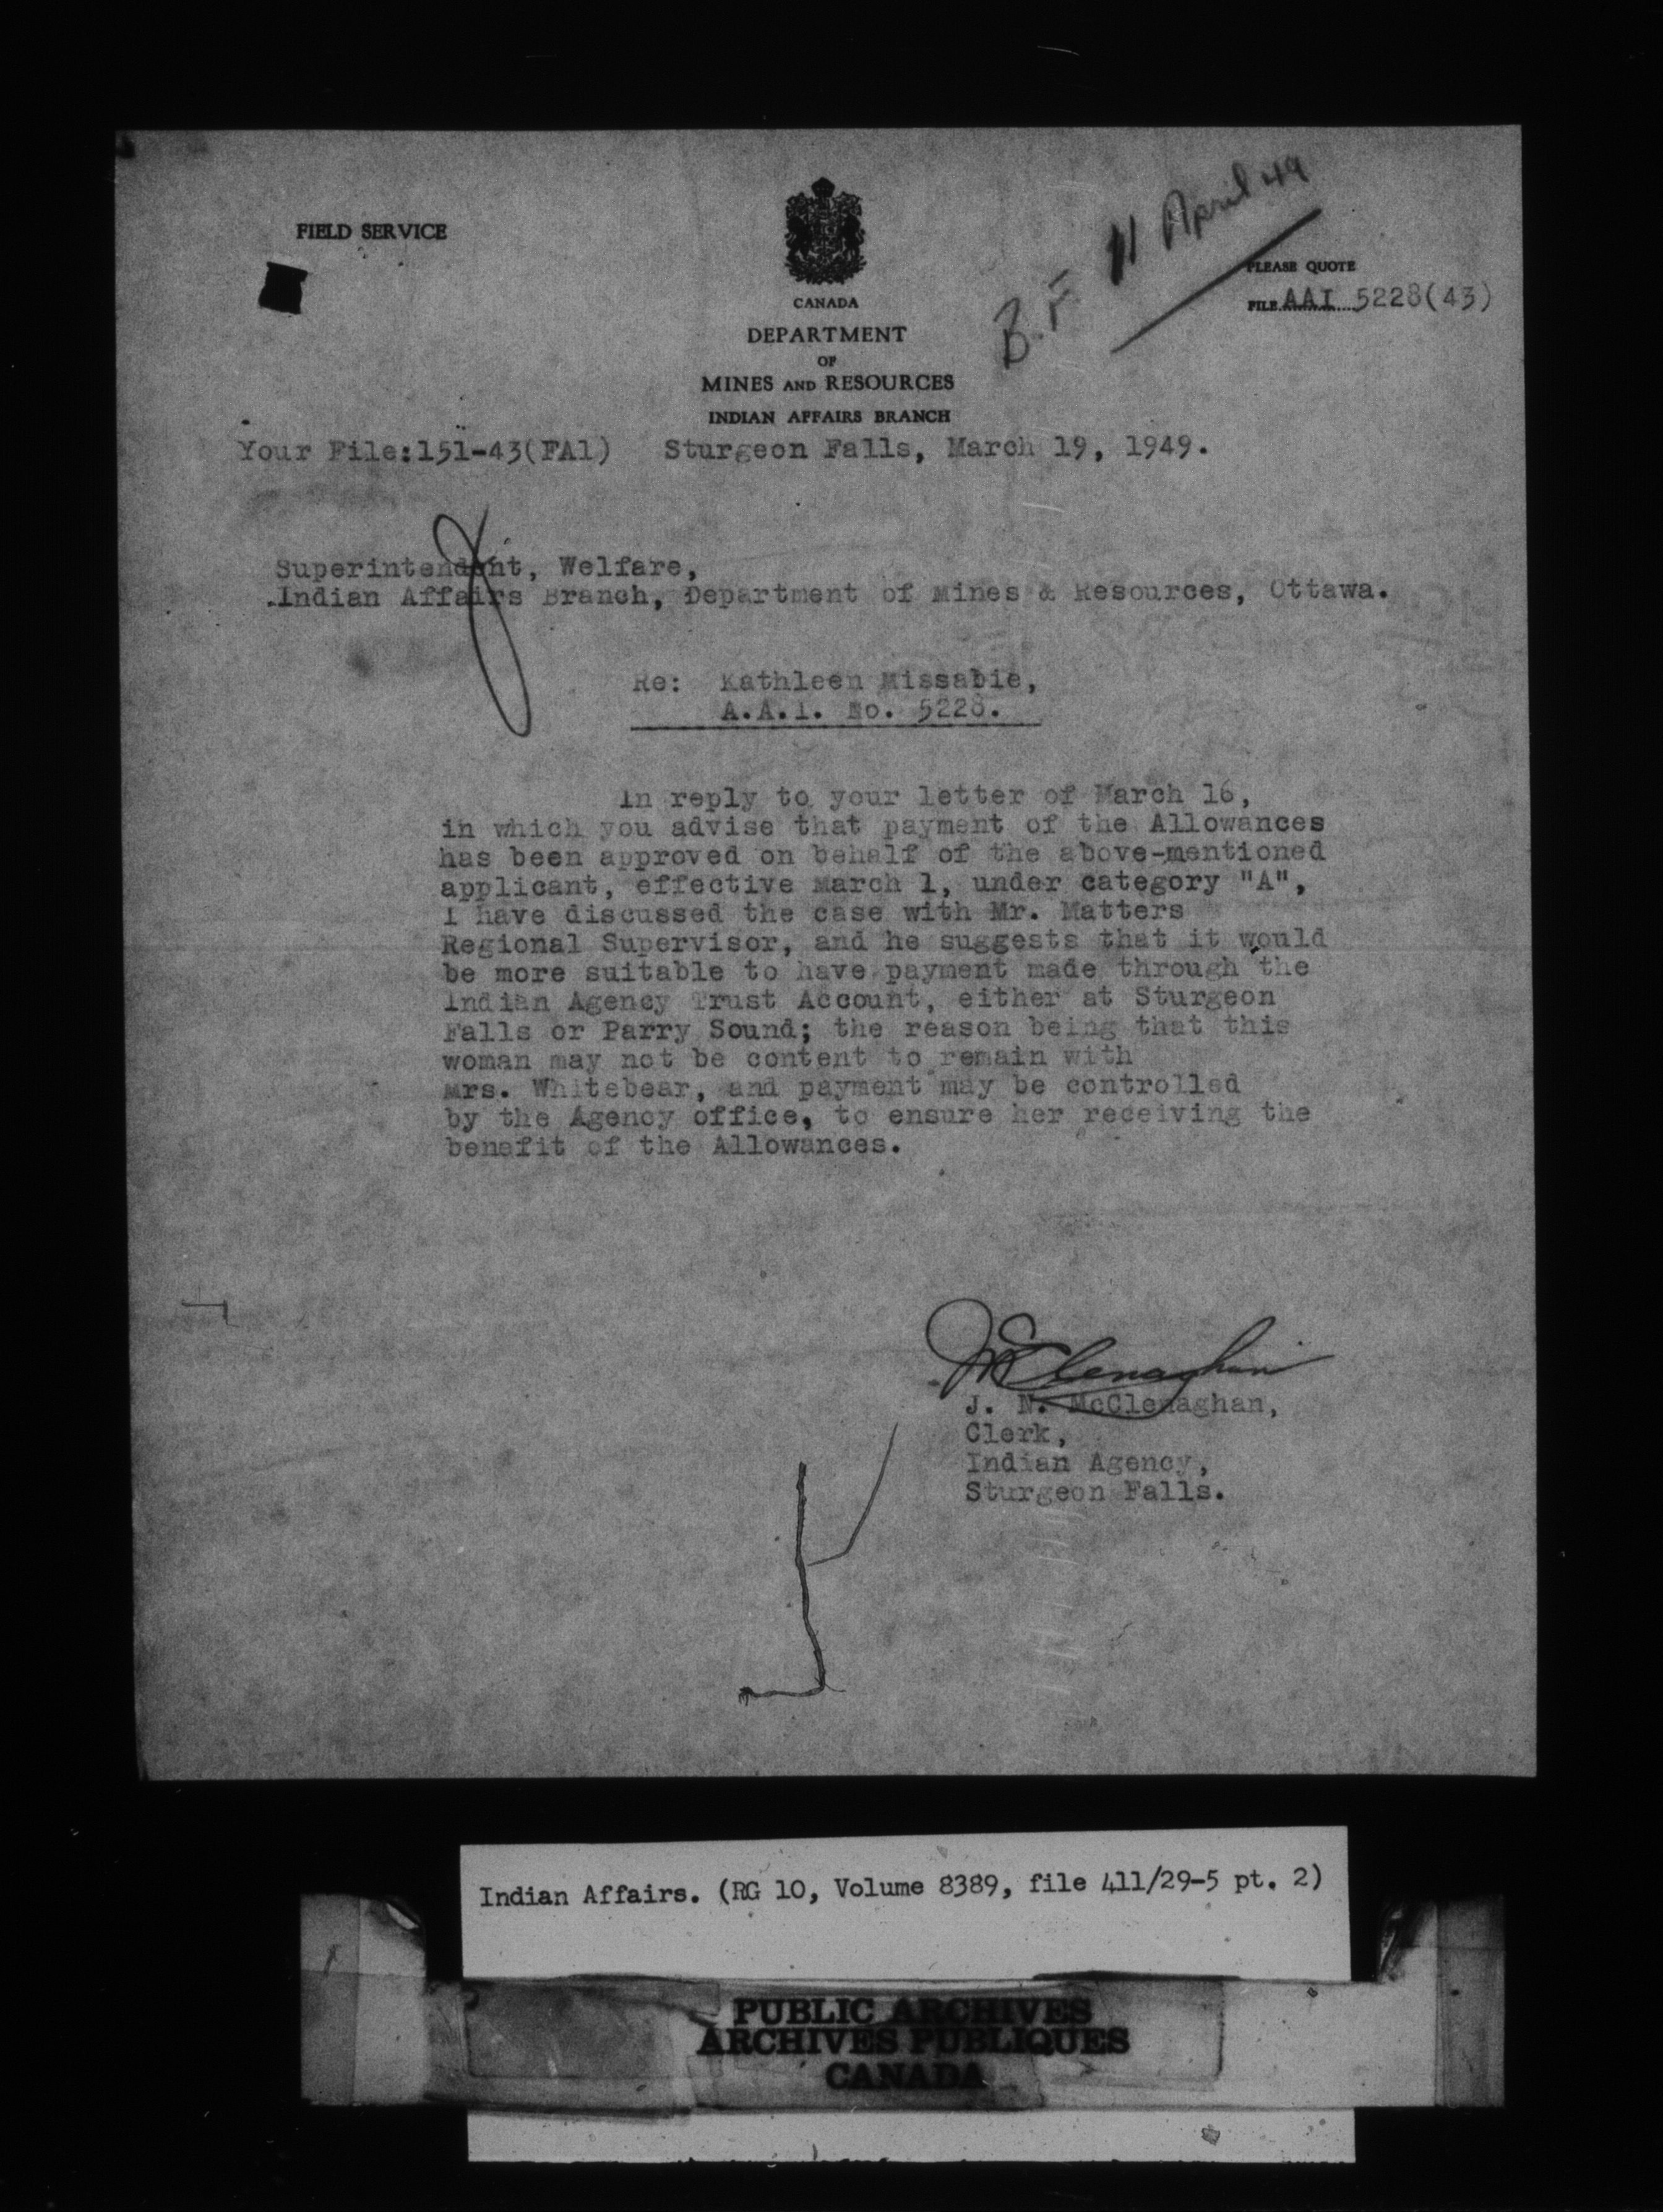 FIELD SERVICE
B.F. 11 April 49
PLEASE QUOTE
FILE AAI 5228(43)
CANADA
DEPARTMENT
OF
MINES AND RESOURCES
INDIAN AFFAIRS BRANCH
Your File:151-43(FA1) Sturgeon Falls, March 19, 1949.
Superintendent, Welfare,
Indian Affairs Branch, Department of Mines & Resources, Ottawa.
Re: Kathleen Missabie,
A.A.I. No. 5228.
In reply to your letter of March 16,
in which you advise that payment of the Allowances
has been approved on behalf of the above-mentioned
applicant, effective March 1, under category "A",
I have discussed the case with Mr. Matters
Regional Supervisor, and he suggests that it would
be more suitable to have payment made through the
Indian Agency Trust Account, either at Sturgeon
Falls or Parry Sound; the reason being that this
woman may not be content to remain with
Mrs. Whitebear, and payment may be controlled
by the Agency office, to ensure her receiving the
benefit of the Allowances.
JNMcClenaghan
J. N. McClenaghan,
Clerk,
Indian Agency,
Sturgeon Falls.
Indian Affairs. (RG 10, Volume 8389, file 411/29-5 pt. 2)
PUBLIC ARCHIVES
ARCHIVES PUBLIQUES
CANADA